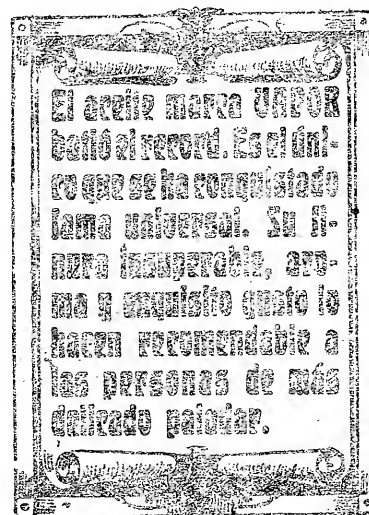 El aceite marca VAPOR
batió el record. Es el úni-
co que se ha conquistado
fama universal. Su fi-
nura insuperable, aro-
ma y exquisito gusto lo
hacen recomendable a
las personas de más
delicado paladar.